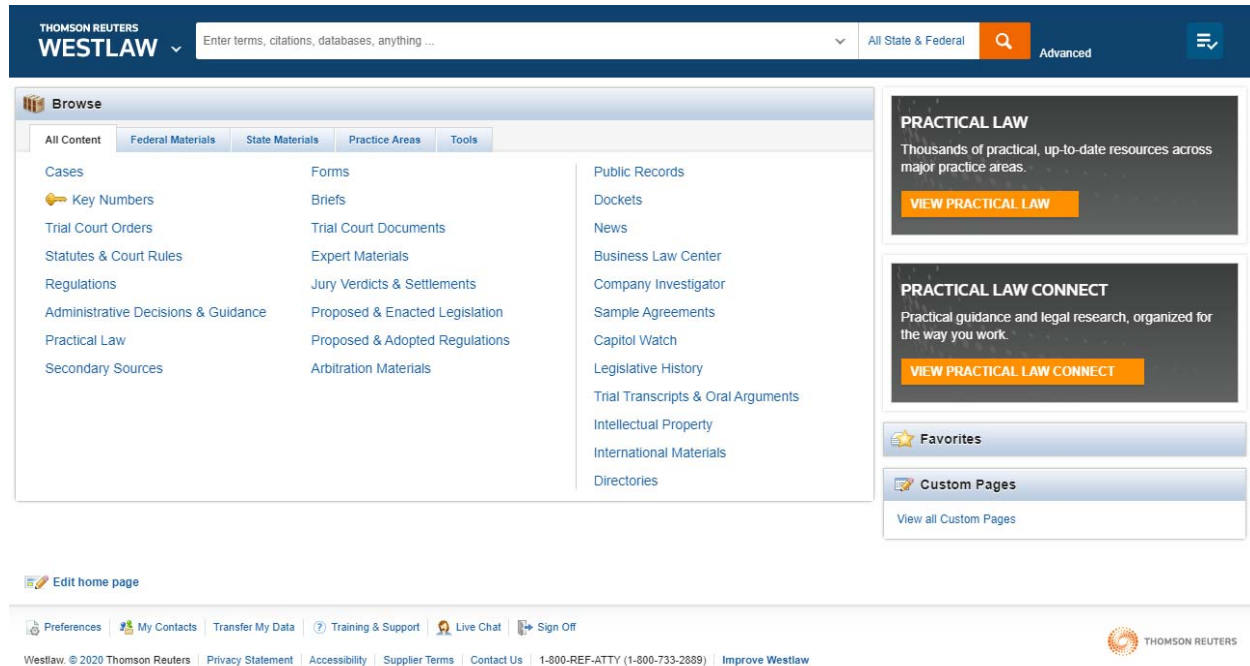 THOMSON REUTERS
WESTLAW
Enter terms, citations, databases, anything ...
All State & Federal
Advanced
Browse
All Content
Federal Materials
State Materials
Practice Areas
Tools
Cases
Key Numbers
Trial Court Orders
Statutes & Court Rules
Regulations
Administrative Decisions & Guidance
Practical Law
Secondary Sources
Forms
Briefs
Trial Court Documents
Expert Materials
Jury Verdicts & Settlements
Proposed & Enacted Legislation
Proposed & Adopted Regulations
Arbitration Materials
Public Records
Dockets
News
Business Law Center
Company Investigator
Sample Agreements
Capitol Watch
Legislative History
Trial Transcripts & Oral Arguments
Intellectual Property
International Materials
Directories
PRACTICAL LAW
Thousands of practical, up-to-date resources across
major practice areas.
VIEW PRACTICAL LAW
PRACTICAL LAW CONNECT
Practical guidance and legal research, organized for
the way you work.
VIEW PRACTICAL LAW CONNECT
Favorites
Custom Pages
View all Custom Pages
Edit home page
Preferences
My Contacts
Transfer My Data
? Training & Support
Live Chat
Sign Off
Westlaw. © 2020 Thomson Reuters
Privacy Statement
Accessibility
Supplier Terms
Contact Us
1-800-REF-ATTY (1-800-733-2889)
Improve Westlaw
THOMSON REUTERS